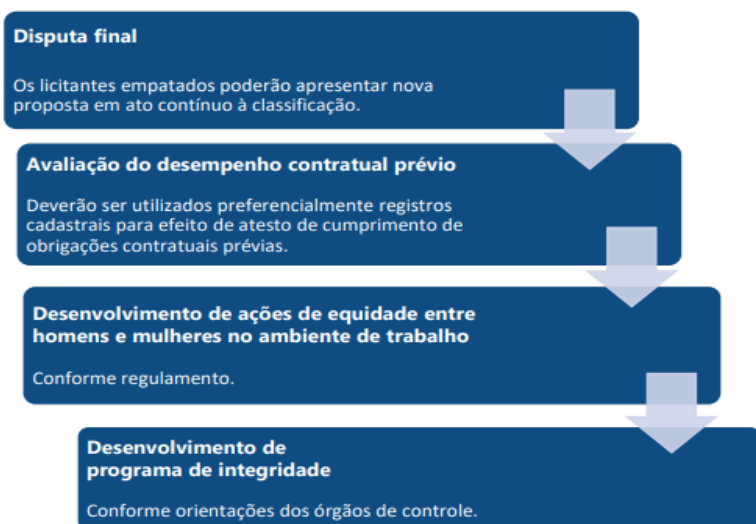 Disputa final
Os licitantes empatados poderão apresentar nova
proposta em ato contínuo à classificação.
Avaliação do desempenho contratual prévio
Deverão ser utilizados preferencialmente registros
cadastrais para efeito de atesto de cumprimento de
obrigações contratuais prévias.
Desenvolvimento de ações de equidade entre
homens e mulheres no ambiente de trabalho
Conforme regulamento.
Desenvolvimento de
programa de integridade
Conforme orientações dos órgãos de controle.